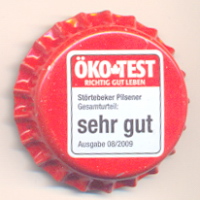 ÖKO TEST
RICHTIG GUT LEBEN
Störtebeker Pilsener
Gesamturteil:
sehr gut
Ausgabe 08/2009